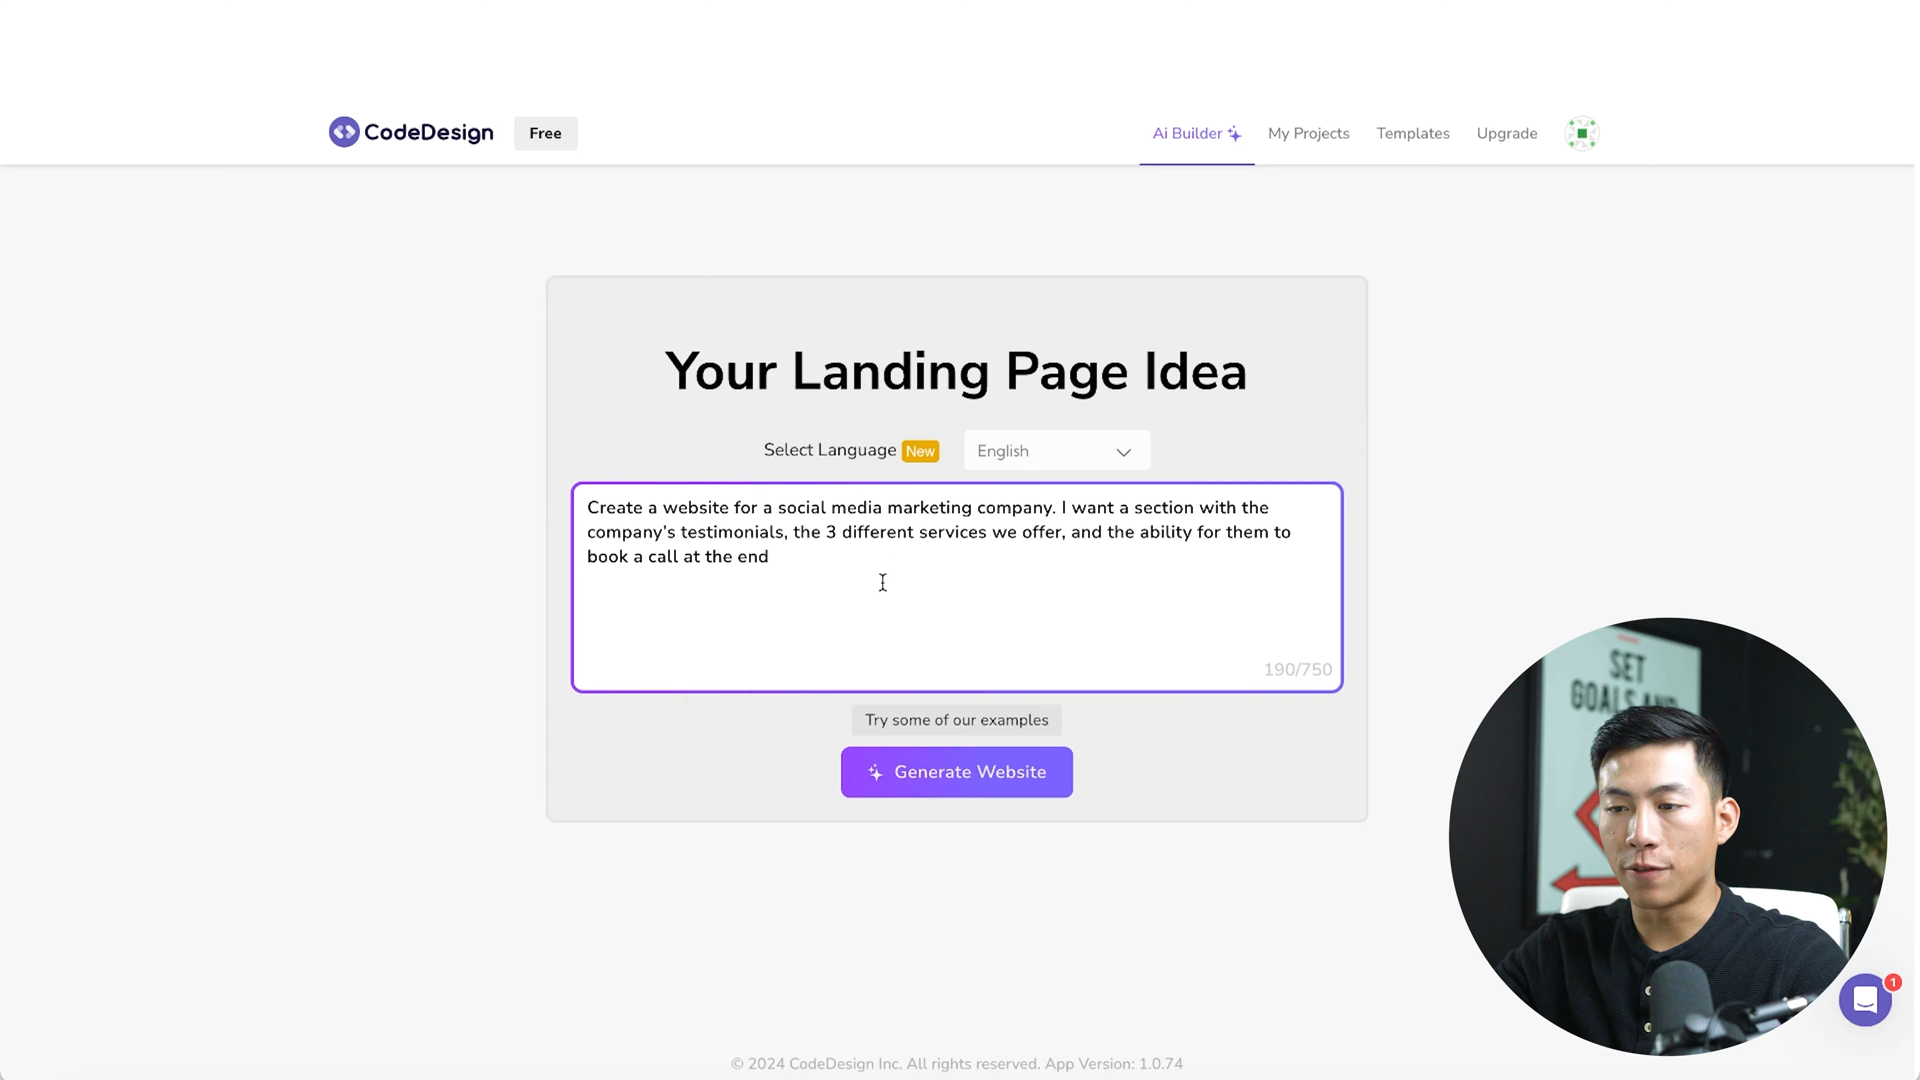 CodeDesign
Free
Ai Builder
My Projects
Templates
Upgrade
Your Landing Page Idea
Select Language New
English
Create a website for a social media marketing company. I want a section with the
company's testimonials, the 3 different services we offer, and the ability for them to
book a call at the end
190/750
Try some of our examples
Generate Website
SET
GOALS AND
1
© 2024 CodeDesign Inc. All rights reserved. App Version: 1.0.74